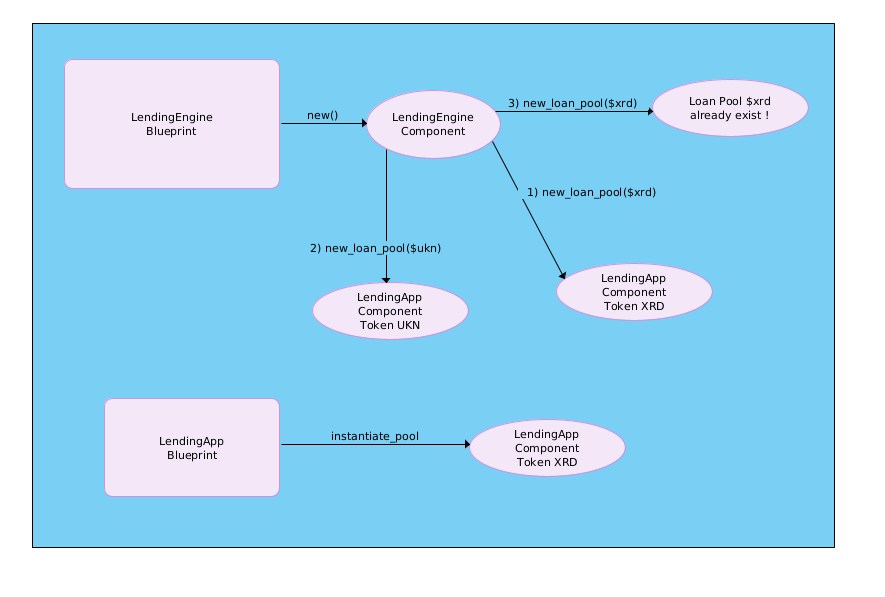 LendingEngine
Blueprint
new()
LendingEngine
Component
3) new_loan_pool($xrd)
Loan Pool $xrd
already exist !
1) new_loan_pool($xrd)
2) new_loan_pool($ukn)
LendingApp
Component
Token UKN
LendingApp
Component
Token XRD
LendingApp
Blueprint
instantiate_pool
LendingApp
Component
Token XRD